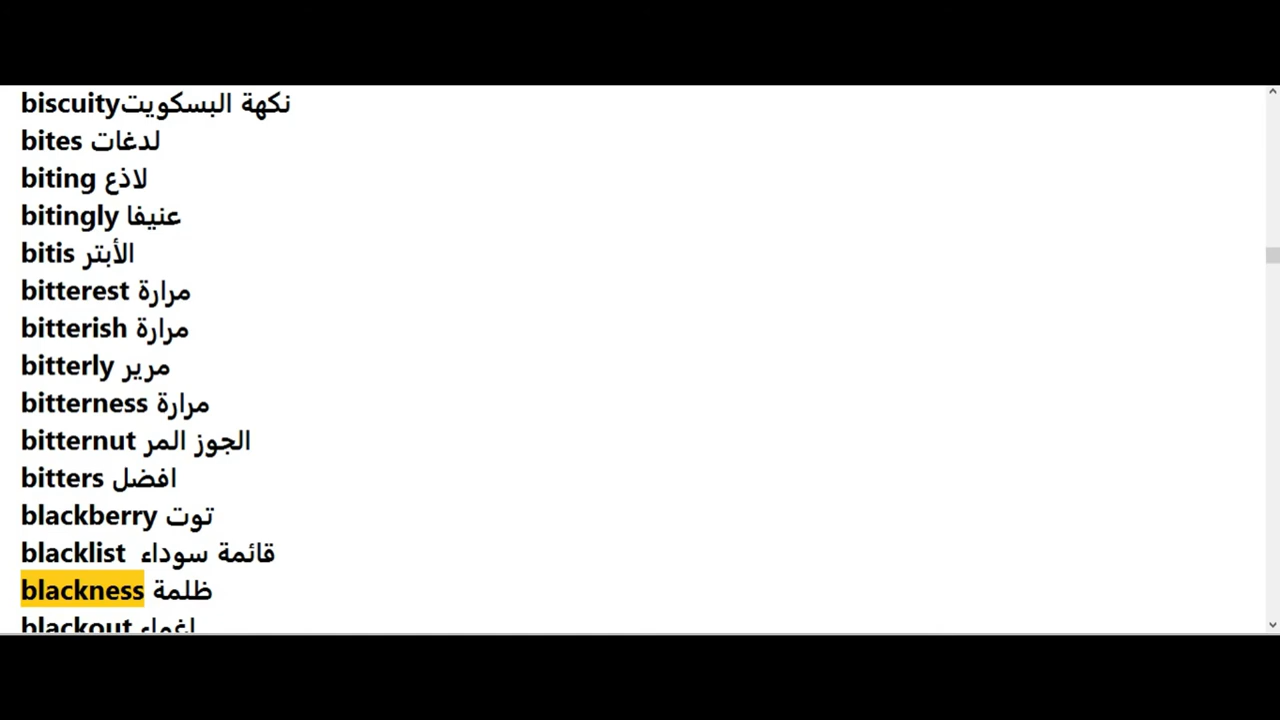 biscuityنكهة البسكويت
bites لدغات
biting لاذع
bitingly عنيفا
bitis الأبتر
bitterest مرارة
bitterish مرارة
bitterly مرير
bitterness مرارة
bitternut الجوز المر
bitters افضل
blackberry توت
blacklist  قائمة سوداء
blackness ظلمة
blackout اغماء